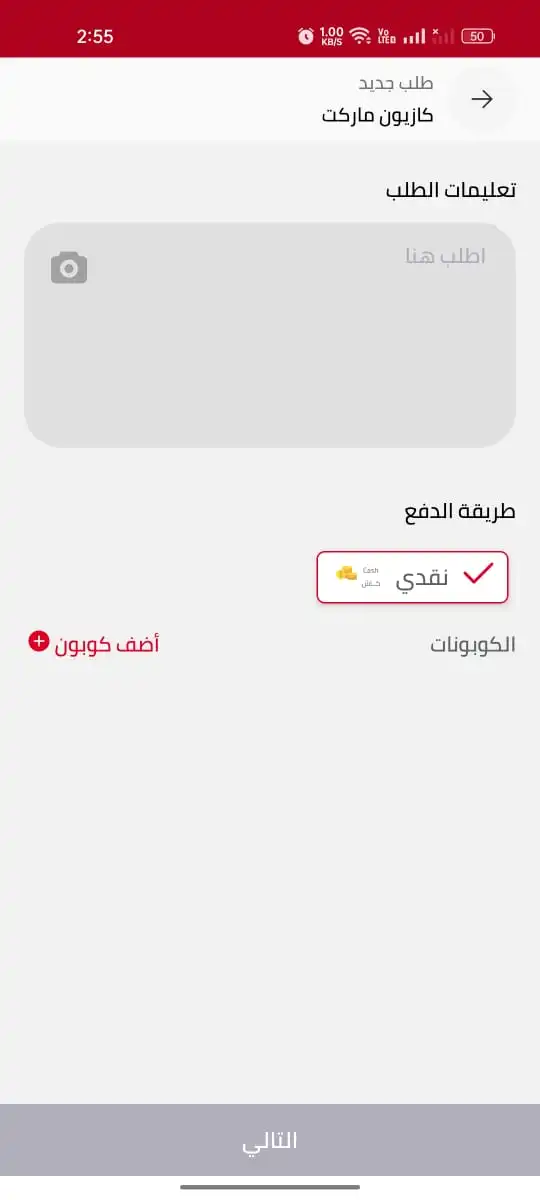 2:55
1.00 KB/S
Vo LTE
50
طلب جديد
كازيون ماركت
تعليمات الطلب
اطلب هنا
طريقة الدفع
نقدي
Cash
كــاش
الكوبونات
أضف كوبون
التالي